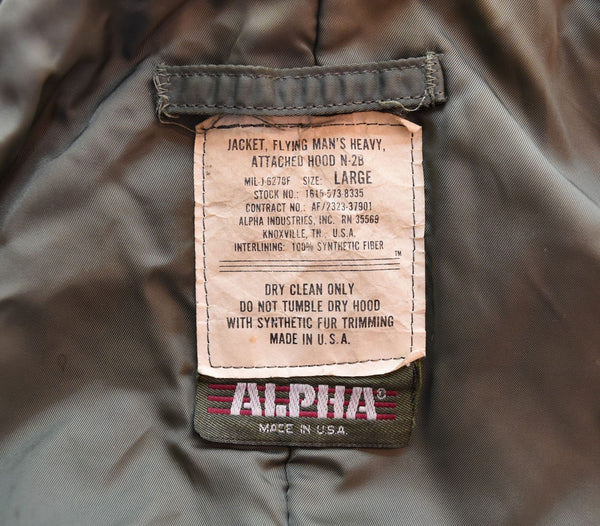 JACKET, FLYING MAN'S HEAVY,
ATTACHED HOOD N-2B
MIL-J-6278F SIZE: LARGE
STOCK NO.: 1615-573-8335
CONTRACT NO.: AF/2323-37901
ALPHA INDUSTRIES, INC. RN 35569
KNOXVILLE, TN., U.S.A.
INTERLINING: 100% SYNTHETIC FIBER
TM
DRY CLEAN ONLY
DO NOT TUMBLE DRY HOOD
WITH SYNTHETIC FUR TRIMMING
MADE IN U.S.A.
ALPHA®
MADE IN U.S.A.